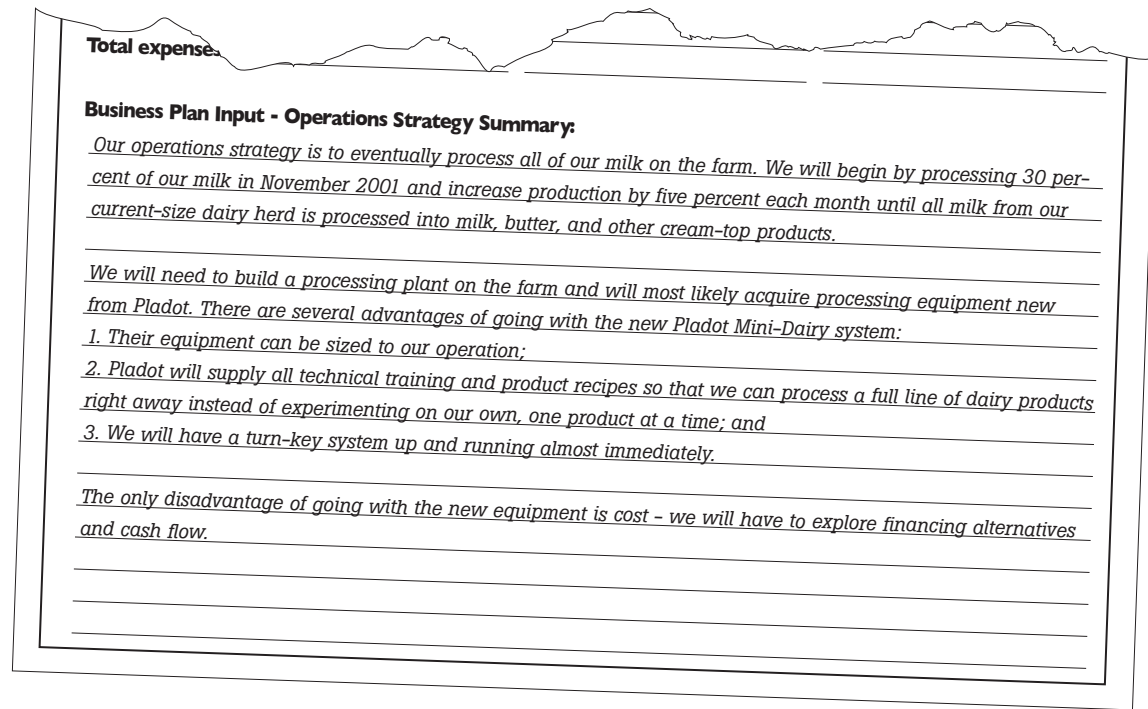 Total expenses
Business Plan Input - Operations Strategy Summary:
Our operations strategy is to eventually process all of our milk on the farm. We will begin by processing 30 per-
cent of our milk in November 2001 and increase production by five percent each month until all milk from our
current-size dairy herd is processed into milk, butter, and other cream-top products.
We will need to build a processing plant on the farm and will most likely acquire processing equipment new
from Pladot. There are several advantages of going with the new Pladot Mini-Dairy system:
1. Their equipment can be sized to our operation;
2. Pladot will supply all technical training and product recipes so that we can process a full line of dairy products
right away instead of experimenting on our own, one product at a time; and
3. We will have a turn-key system up and running almost immediately.
The only disadvantage of going with the new equipment is cost – we will have to explore financing alternatives
and cash flow.